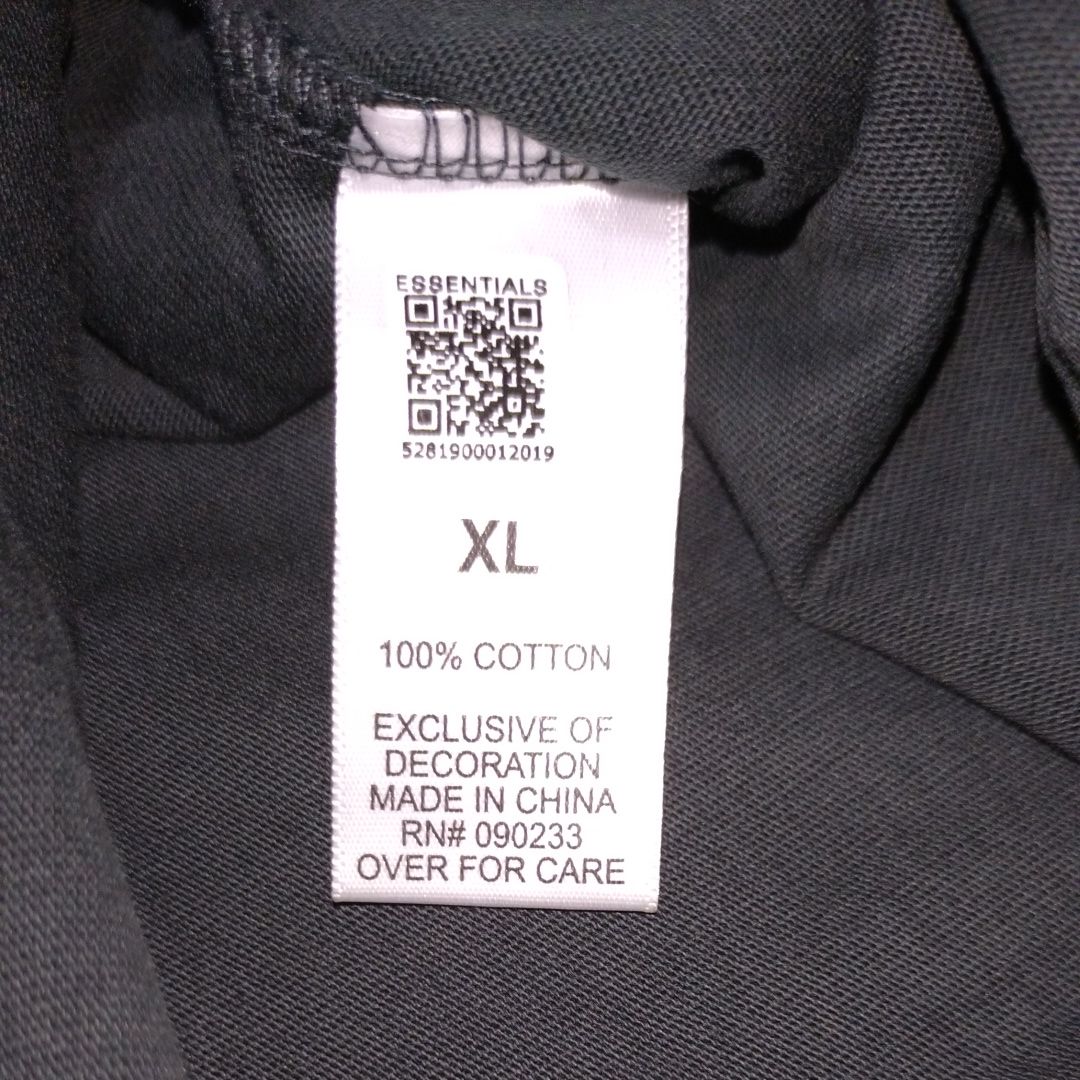 ESSENTIALS
5281900012019
XL
100% COTTON
EXCLUSIVE OF
DECORATION
MADE IN CHINA
RN# 090233
OVER FOR CARE